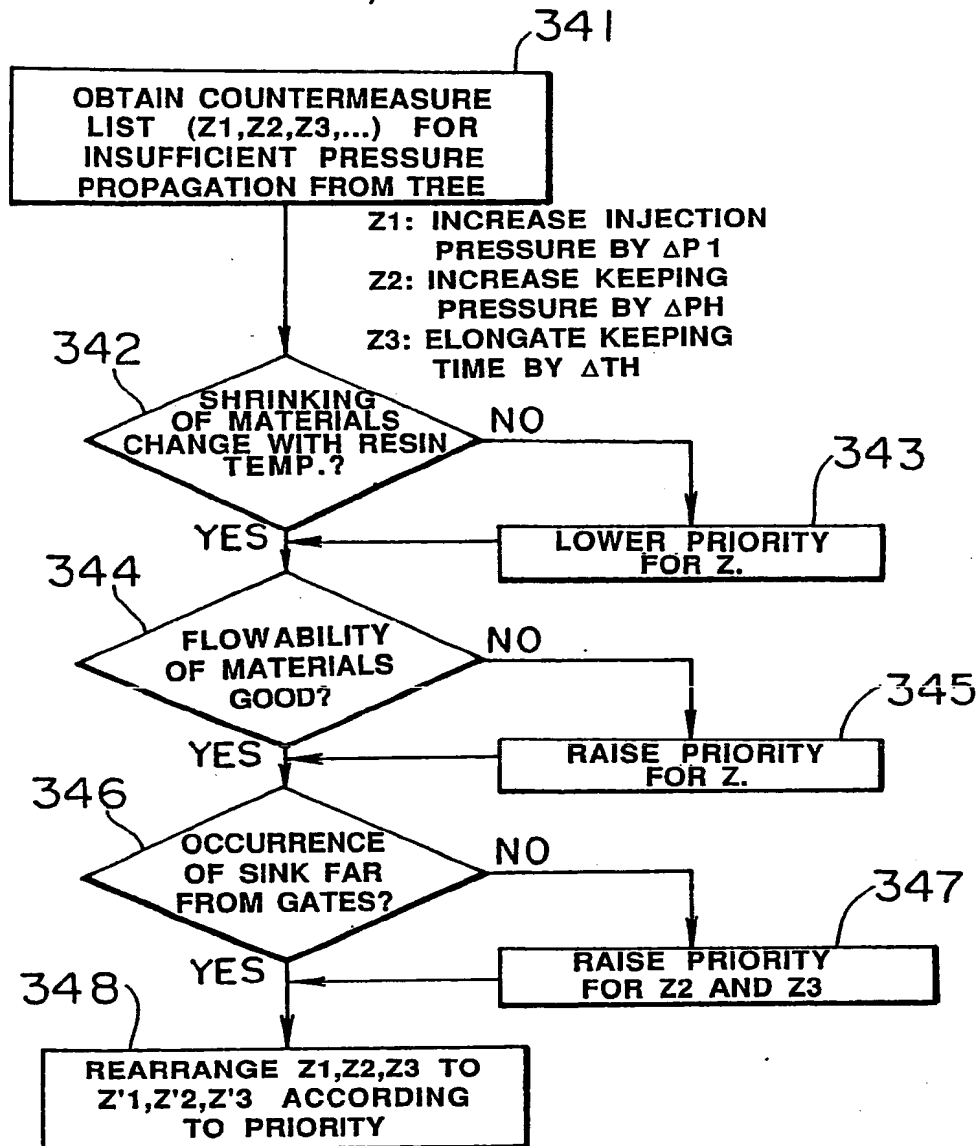 341
OBTAIN COUNTERMEASURE
LIST (Z1,Z2,Z3,...) FOR
INSUFFICIENT PRESSURE
PROPAGATION FROM TREE
Z1: INCREASE INJECTION
PRESSURE BY ΔP1
Z2: INCREASE KEEPING
PRESSURE BY ΔPH
Z3: ELONGATE KEEPING
TIME BY ΔTH
342
SHRINKING
OF MATERIALS
CHANGE WITH RESIN
TEMP.?
NO
343
YES
LOWER PRIORITY
FOR Z.
344
FLOWABILITY
OF MATERIALS
GOOD?
NO
345
YES
RAISE PRIORITY
FOR Z.
346
OCCURRENCE
OF SINK FAR
FROM GATES?
NO
347
YES
RAISE PRIORITY
FOR Z2 AND Z3
348
REARRANGE Z1,Z2,Z3 TO
Z'1,Z'2,Z'3 ACCORDING
TO PRIORITY